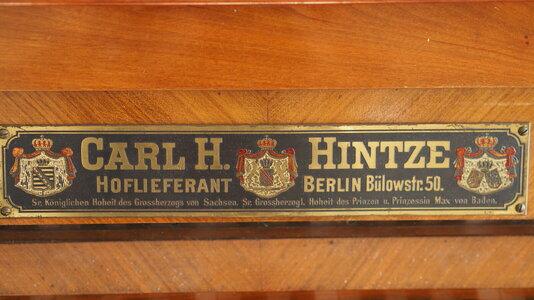 CARL H. HINTZE
HOFLIEFERANT BERLIN Bülowstr. 50.
Sr. Königlichen Hoheit des Grossherzogs von Sachsen, Sr. Grossherzogl. Hoheit des Prinzen u. Prinzessin Max von Baden.